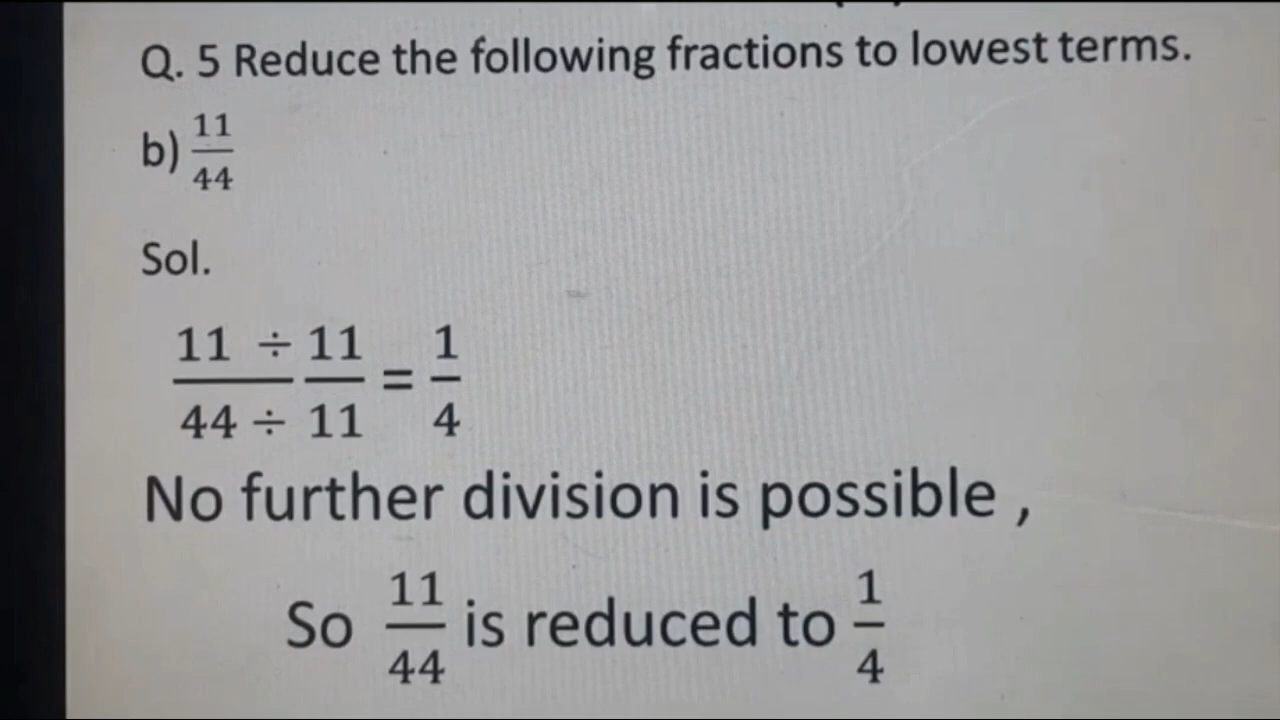 Q. 5 Reduce the following fractions to lowest terms.
b) 11/44
Sol.
11 ÷ 11 / 44 ÷ 11 = 1/4
No further division is possible ,
So 11/44 is reduced to 1/4